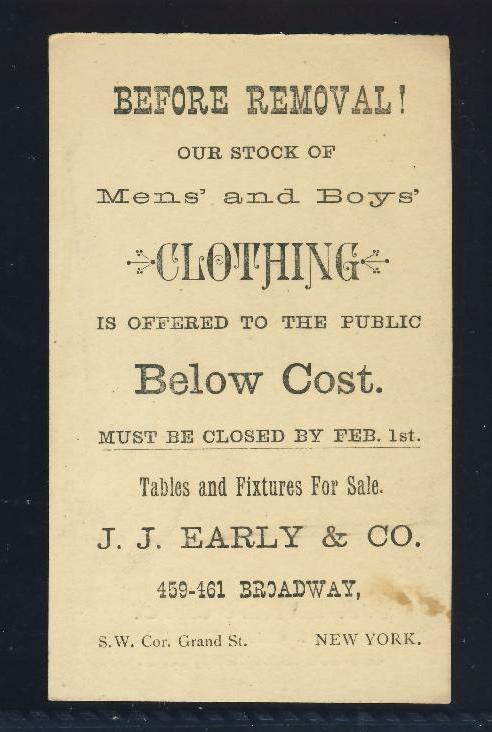 BEFORE REMOVAL!
OUR STOCK OF
Mens' and Boys'
CLOTHING
IS OFFERED TO THE PUBLIC
Below Cost.
MUST BE CLOSED BY FEB. 1st.
Tables and Fixtures For Sale.
J. J. EARLY & CO.
459-461 BROADWAY,
S.W. Cor. Grand St. NEW YORK.